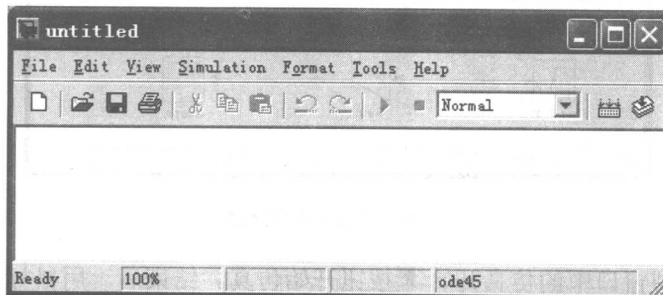 untitled
File Edit View Simulation Format Tools Help
Normal
Ready 100% ode45